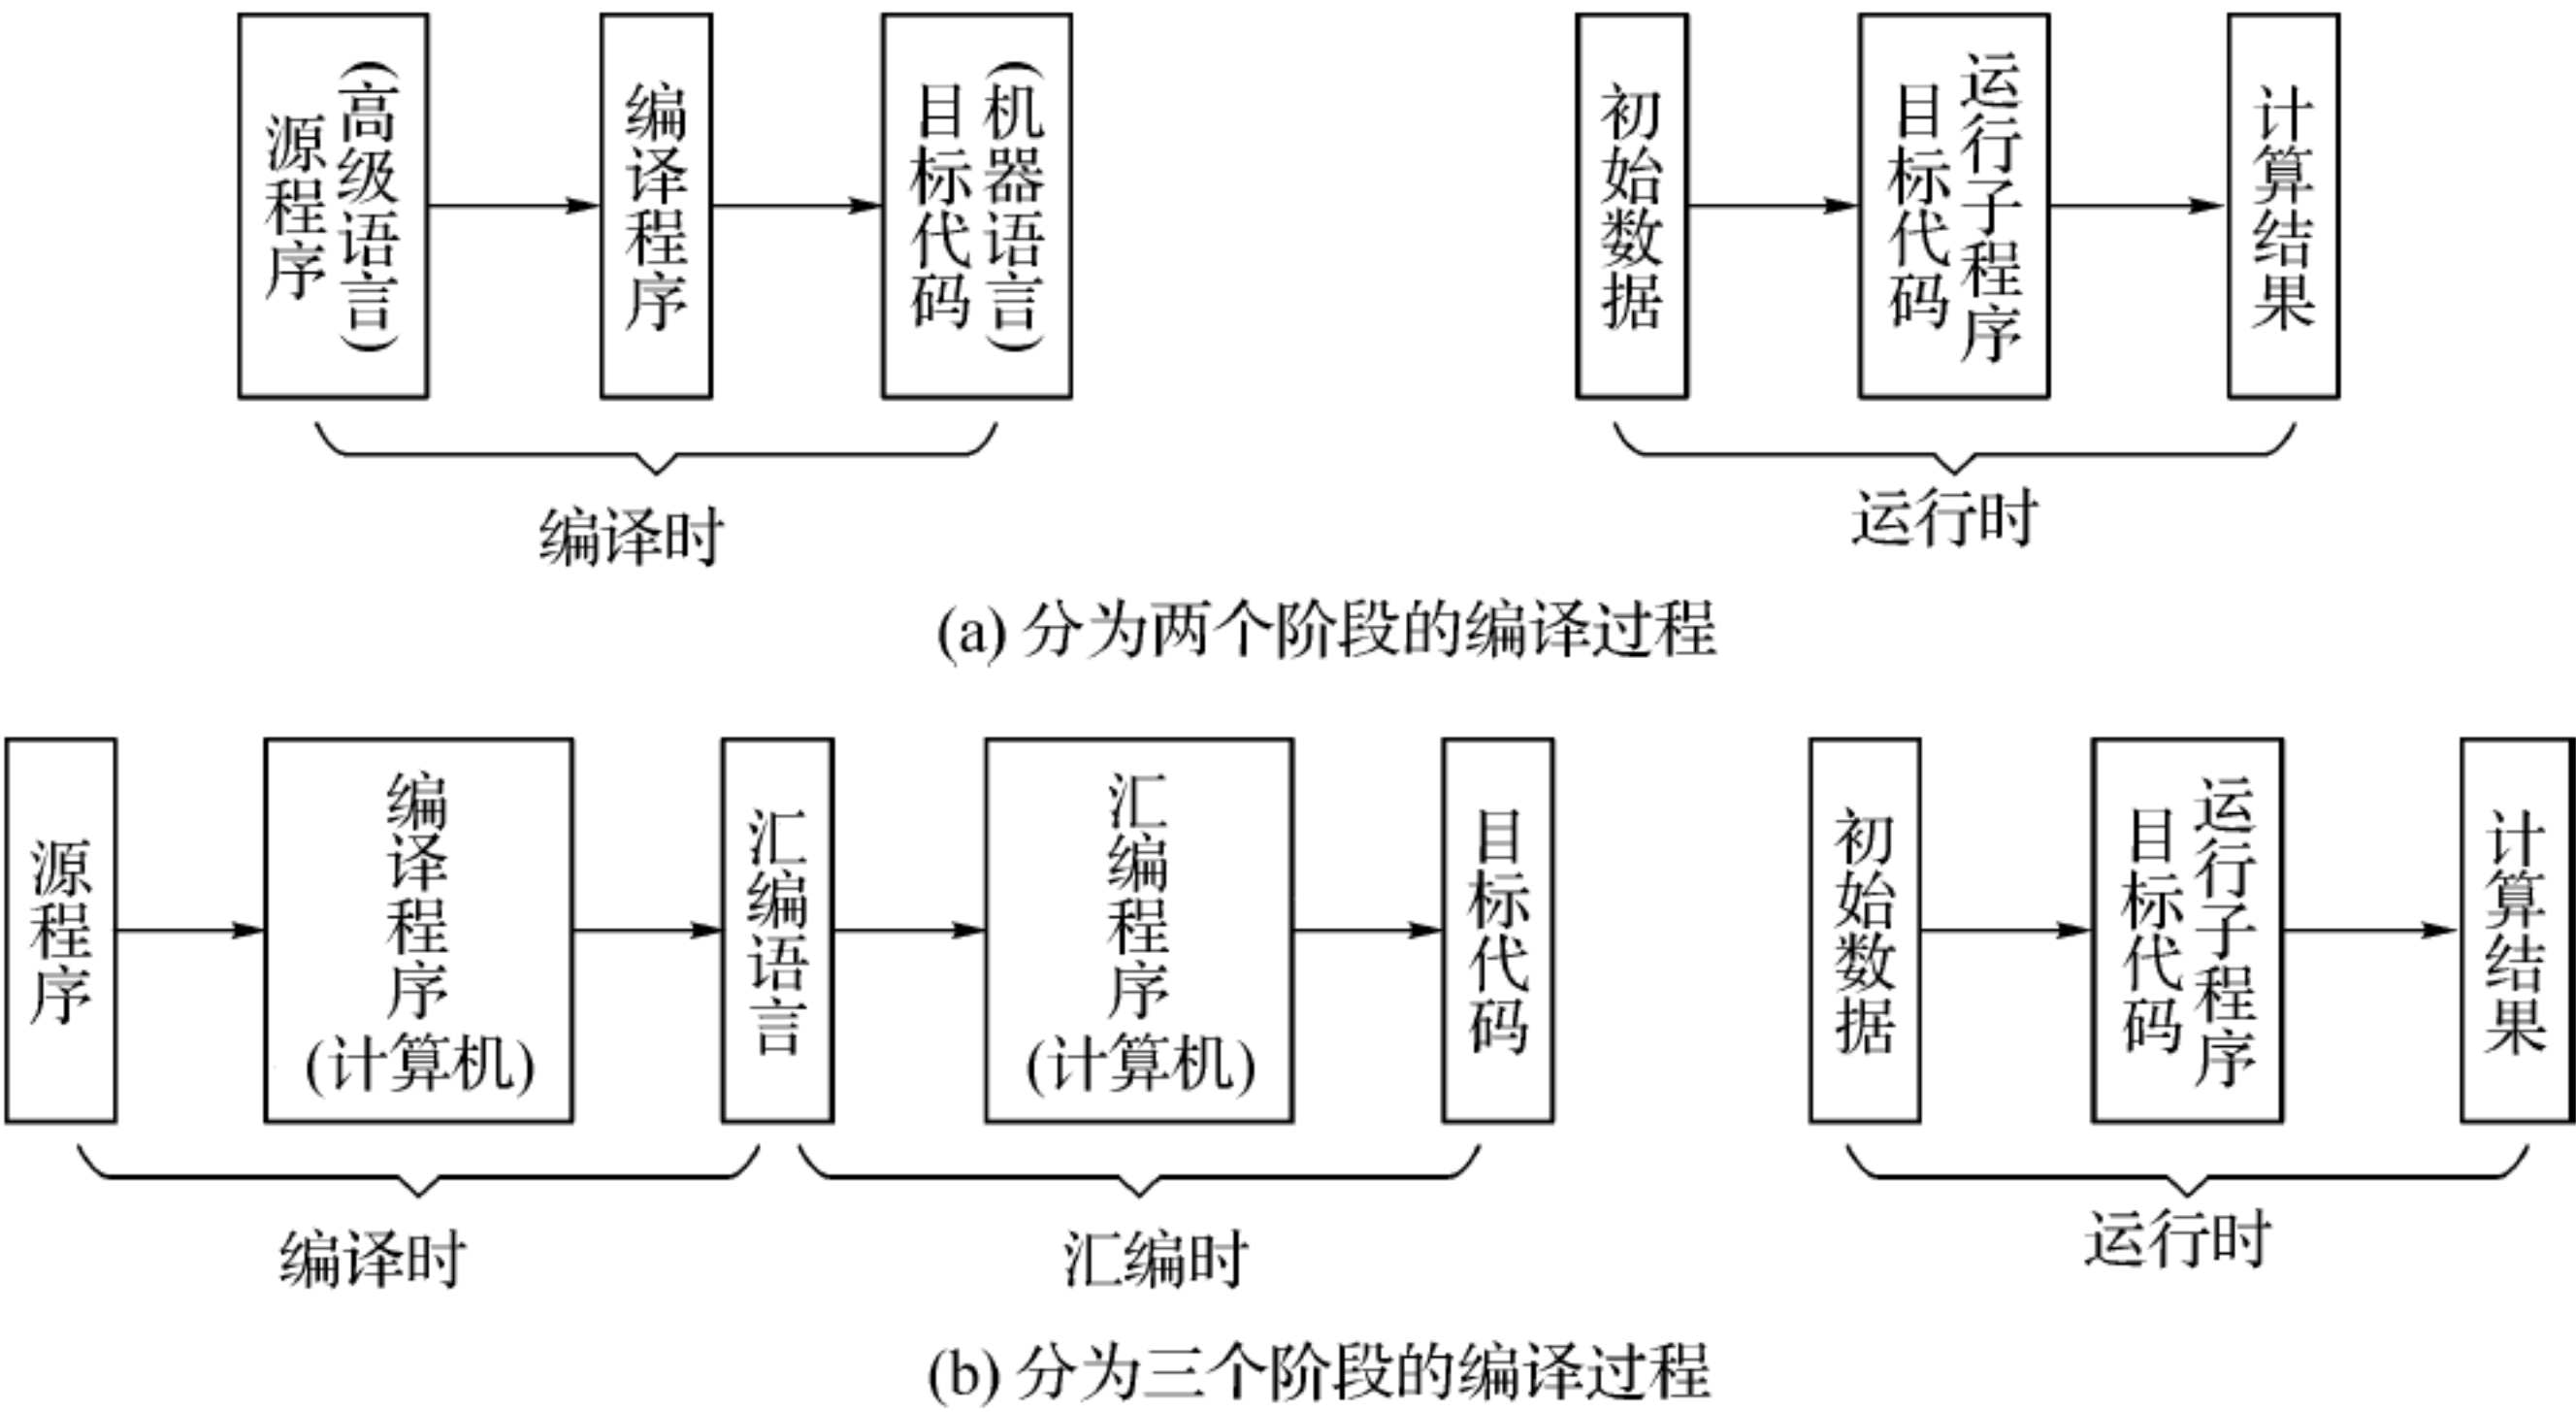 源程序
(高级语言)
编译程序
目标代码
(机器语言)
初始数据
目标代码
运行子程序
计算结果
编译时
运行时
(a) 分为两个阶段的编译过程
源程序
编译程序
(计算机)
汇编语言
汇编程序
(计算机)
目标代码
初始数据
目标代码
运行子程序
计算结果
编译时
汇编时
运行时
(b) 分为三个阶段的编译过程